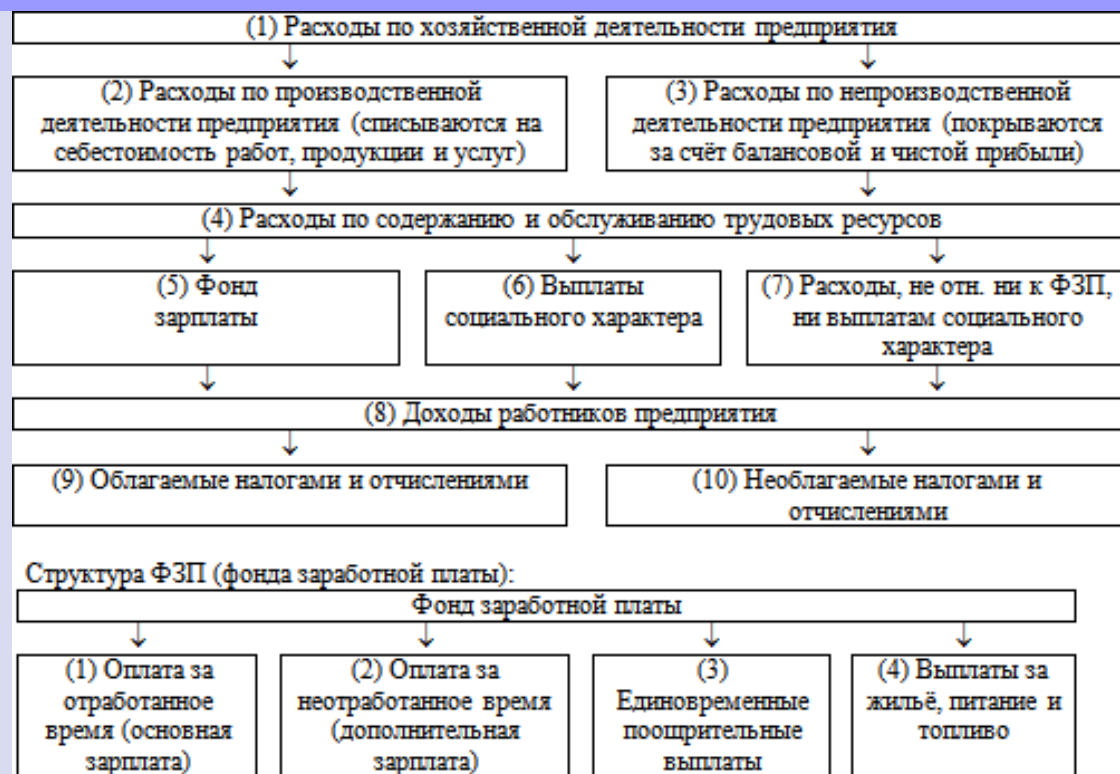 (1) Расходы по хозяйственной деятельности предприятия
(2) Расходы по производственной
деятельности предприятия (списываются на
себестоимость работ, продукции и услуг)
(3) Расходы по непроизводственной
деятельности предприятия (покрываются
за счёт балансовой и чистой прибыли)
(4) Расходы по содержанию и обслуживанию трудовых ресурсов
(5) Фонд
зарплаты
(6) Выплаты
социального характера
(7) Расходы, не отн. ни к ФЗП,
ни выплатам социального
характера
(8) Доходы работников предприятия
(9) Облагаемые налогами и отчислениями
(10) Необлагаемые налогами и
отчислениями
Структура ФЗП (фонда заработной платы):
Фонд заработной платы
(1) Оплата за
отработанное
время (основная
зарплата)
(2) Оплата за
неотработанное время
(дополнительная
зарплата)
(3)
Единовременные
поощрительные
выплаты
(4) Выплаты за
жильё, питание и
топливо